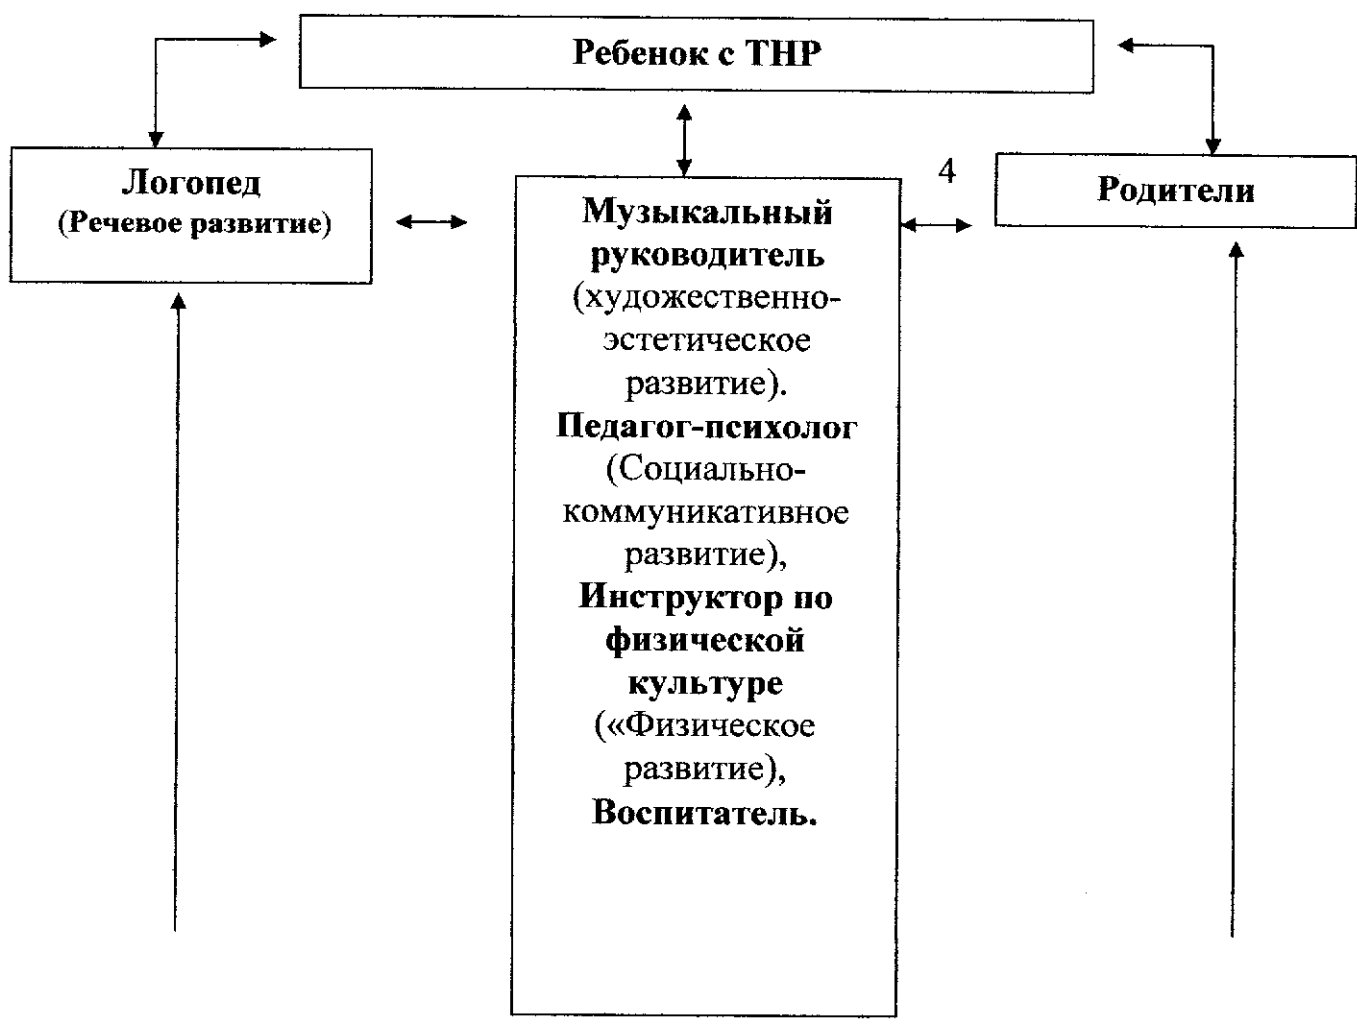 Ребенок с ТНР
Логопед
(Речевое развитие)
4
Родители
Музыкальный
руководитель
(художественно-
эстетическое
развитие).
Педагог-психолог
(Социально-
коммуникативное
развитие),
Инструктор по
физической
культуре
(«Физическое
развитие),
Воспитатель.